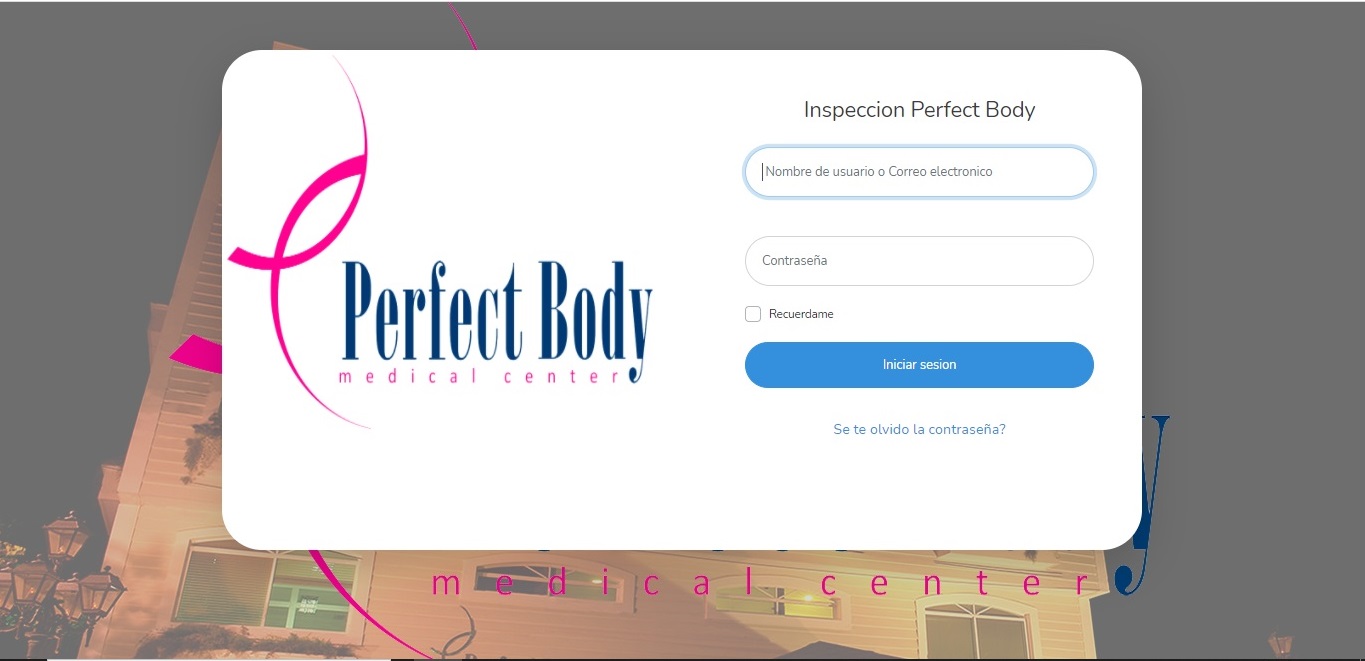 Inspeccion Perfect Body
Nombre de usuario o Correo electronico
Contraseña
Recuerdame
Iniciar sesion
Se te olvido la contraseña?
Perfect Body
medical center
y
medical center